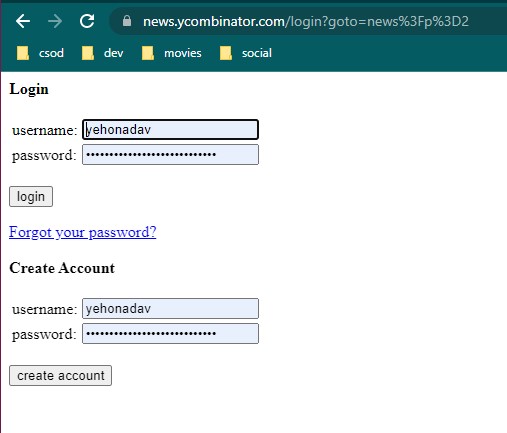 news.ycombinator.com/login?goto=news%3Fp%3D2
csod dev movies social
Login
username: yehonadav
password: ••••••••••••••••••••••••••••
login
Forgot your password?
Create Account
username: yehonadav
password: ••••••••••••••••••••••••••••
create account